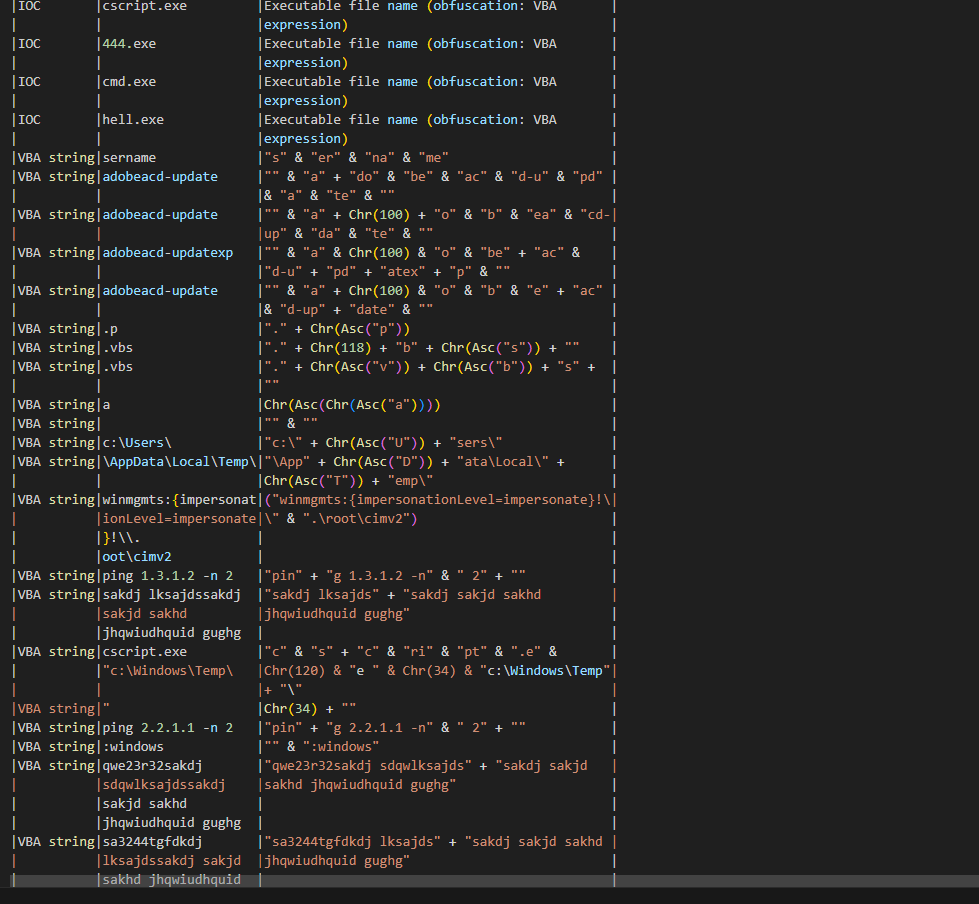 |IOC       |cscript.exe         |Executable file name (obfuscation: VBA     |
|          |                    |expression)                                |
|IOC       |444.exe             |Executable file name (obfuscation: VBA     |
|          |                    |expression)                                |
|IOC       |cmd.exe             |Executable file name (obfuscation: VBA     |
|          |                    |expression)                                |
|IOC       |hell.exe            |Executable file name (obfuscation: VBA     |
|          |                    |expression)                                |
|VBA string|sername             |"s" & "er" & "na" & "me"                   |
|VBA string|adobeacd-update     |"" & "a" + "do" & "be" & "ac" & "d-u" & "pd" |
|          |                    |& "a" & "te" & ""                          |
|VBA string|adobeacd-update     |"" & "a" + Chr(100) + "o" & "b" & "ea" & "cd-|
|          |                    |up" & "da" & "te" & ""                     |
|VBA string|adobeacd-updatexp   |"" & "a" & Chr(100) & "o" & "be" + "ac" &  |
|          |                    |"d-u" + "pd" + "atex" + "p" & ""           |
|VBA string|adobeacd-update     |"" & "a" + Chr(100) & "o" & "b" & "e" + "ac" |
|          |                    |& "d-up" + "date" & ""                     |
|VBA string|.p                  |"." + Chr(Asc("p"))                        |
|VBA string|.vbs                |"." + Chr(118) + "b" + Chr(Asc("s")) + ""  |
|VBA string|.vbs                |"." + Chr(Asc("v")) + Chr(Asc("b")) + "s" + |
|          |                    |""                                         |
|VBA string|a                   |Chr(Asc(Chr(Asc("a"))))                    |
|VBA string|                    |"" & ""                                    |
|VBA string|c:\Users\           |"c:\" + Chr(Asc("U")) + "sers\"            |
|VBA string|\AppData\Local\Temp\|"\App" + Chr(Asc("D")) + "ata\Local\" +    |
|          |                    |Chr(Asc("T")) + "emp\"                     |
|VBA string|winmgmts:{impersonat|("winmgmts:{impersonationLevel=impersonate}!\|
|          |ionLevel=impersonate|\" & ".\root\cimv2")                       |
|          |}!\\.               |                                           |
|          |oot\cimv2           |                                           |
|VBA string|ping 1.3.1.2 -n 2   |"pin" + "g 1.3.1.2 -n" & " 2" + ""         |
|VBA string|sakdj lksajdssakdj  |"sakdj lksajds" + "sakdj sakjd sakhd       |
|          |sakjd sakhd         |jhqwiudhquid gughg"                        |
|          |jhqwiudhquid gughg  |                                           |
|VBA string|cscript.exe         |"c" & "s" + "c" & "ri" & "pt" & ".e" &     |
|          |"c:\Windows\Temp\   |Chr(120) & "e " & Chr(34) & "c:\Windows\Temp"|
|          |                    |+ "\"                                      |
|VBA string|"                   |Chr(34) + ""                               |
|VBA string|ping 2.2.1.1 -n 2   |"pin" + "g 2.2.1.1 -n" & " 2" + ""         |
|VBA string|:windows            |"" & ":windows"                            |
|VBA string|qwe23r32sakdj       |"qwe23r32sakdj sdqwlksajds" + "sakdj sakjd |
|          |sdqwlksajdssakdj    |sakhd jhqwiudhquid gughg"                  |
|          |sakjd sakhd         |                                           |
|          |jhqwiudhquid gughg  |                                           |
|VBA string|sa3244tgfdkdj       |"sa3244tgfdkdj lksajds" + "sakdj sakjd sakhd |
|          |lksajdssakdj sakjd  |jhqwiudhquid gughg"                        |
|          |sakhd jhqwiudhquid  |                                           |